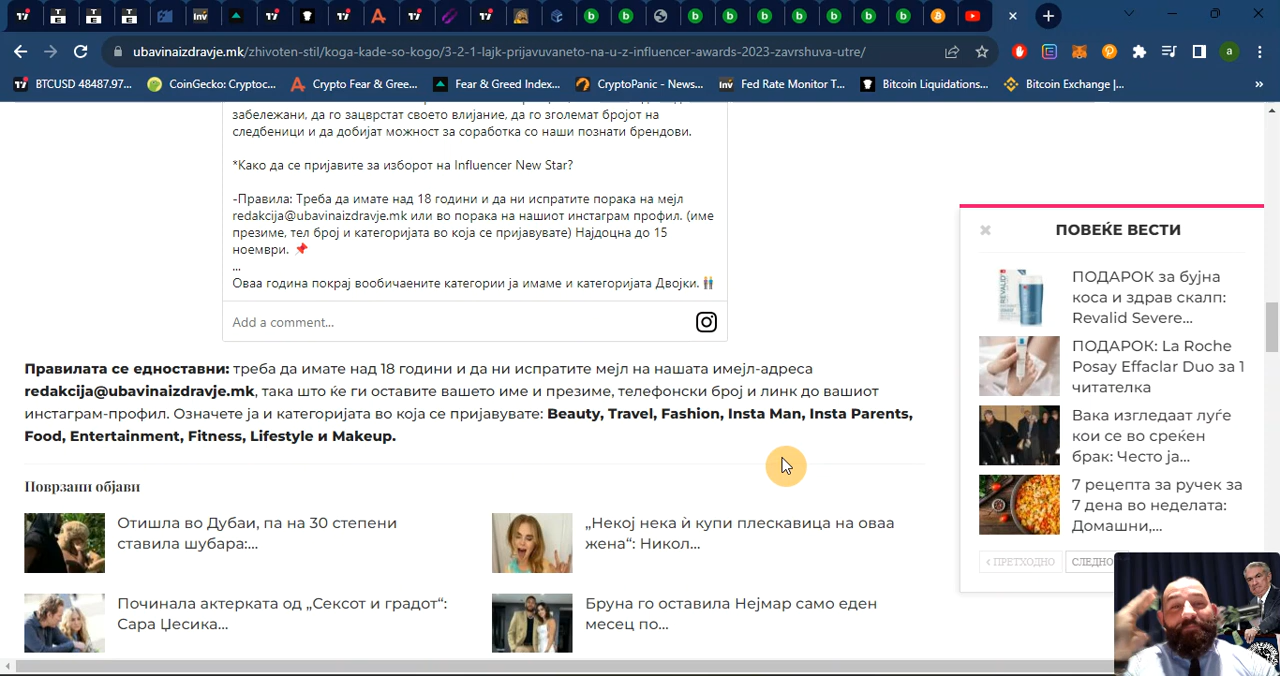 Inv
ubavinaizdravje.mk/zhivoten-stil/koga-kade-so-kogo/3-2-1-lajk-prijavuvaneto-na-u-z-influencer-awards-2023-zavrshuva-utre/
BTCUSD 48487.97...
CoinGecko: Cryptoc...
Crypto Fear & Gree...
Fear & Greed Index...
CryptoPanic - News...
Inv Fed Rate Monitor T...
Bitcoin Liquidations...
Bitcoin Exchange |...
забележани, да го зацврстат своето влијание, да го зголемат бројот на
следбеници и да добијат можност за соработка со наши познати брендови.
*Како да се пријавите за изборот на Influencer New Star?
-Правила: Треба да имате над 18 години и да ни испратите порака на мејл
redakcija@ubavinaizdravje.mk или во порака на нашиот инстаграм профил. (име
презиме, тел број и категоријата во која се пријавувате) Најдоцна до 15
ноември. 📌
...
Оваа година покрај вообичаените категории ја имаме и категоријата Двојки. 👬
Add a comment...
Правилата се едноставни: треба да имате над 18 години и да ни испратите мејл на нашата имејл-адреса
redakcija@ubavinaizdravje.mk, така што ќе ги оставите вашето име и презиме, телефонски број и линк до вашиот
инстаграм-профил. Означете ја и категоријата во која се пријавувате: Beauty, Travel, Fashion, Insta Man, Insta Parents,
Food, Entertainment, Fitness, Lifestyle и Makeup.
Поврзани објави
Отишла во Дубаи, па на 30 степени
ставила шубара:...
„Некој нека ѝ купи плескавица на оваа
жена“: Никол...
Починала актерката од „Сексот и градот“:
Сара Џесика...
Бруна го оставила Нејмар само еден
месец по...
ПОВЕЌЕ ВЕСТИ
ПОДАРОК за бујна
коса и здрав скалп:
Revalid Severe...
ПОДАРОК: La Roche
Posay Effaclar Duo за 1
читателка
Вака изгледаат луѓе
кои се во среќен
брак: Често ја...
7 рецепта за ручек за
7 дена во неделата:
Домашни,...
ПРЕТХОДНО
СЛЕДНО